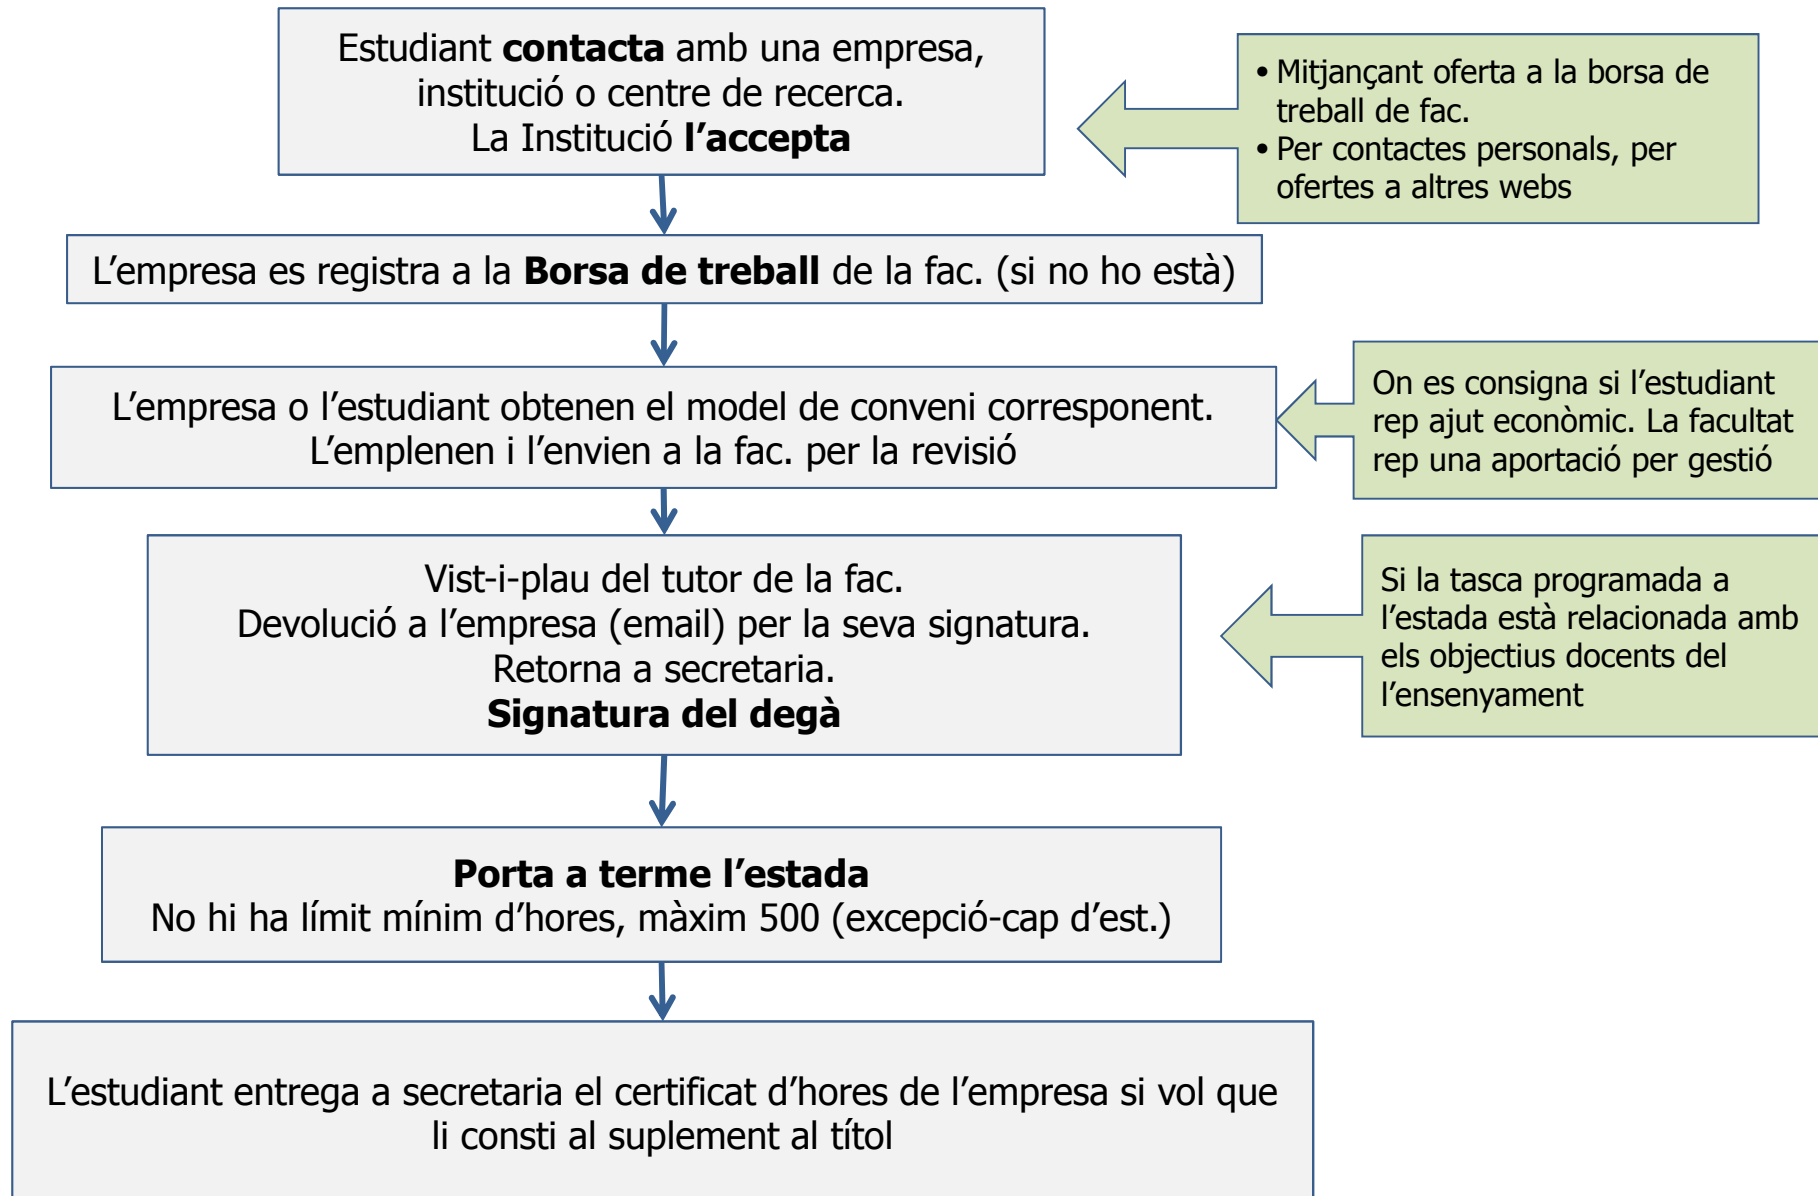 Estudiant contacta amb una empresa,
institució o centre de recerca.
La Institució l’accepta
• Mitjançant oferta a la borsa de
treball de fac.
• Per contactes personals, per
ofertes a altres webs
L’empresa es registra a la Borsa de treball de la fac. (si no ho està)
L’empresa o l’estudiant obtenen el model de conveni corresponent.
L’emplenen i l’envien a la fac. per la revisió
On es consigna si l’estudiant
rep ajut econòmic. La facultat
rep una aportació per gestió
Vist-i-plau del tutor de la fac.
Devolució a l’empresa (email) per la seva signatura.
Retorna a secretaria.
Signatura del degà
Si la tasca programada a
l’estada està relacionada amb
els objectius docents del
l’ensenyament
Porta a terme l’estada
No hi ha límit mínim d’hores, màxim 500 (excepció-cap d’est.)
L’estudiant entrega a secretaria el certificat d’hores de l’empresa si vol que
li consti al suplement al títol